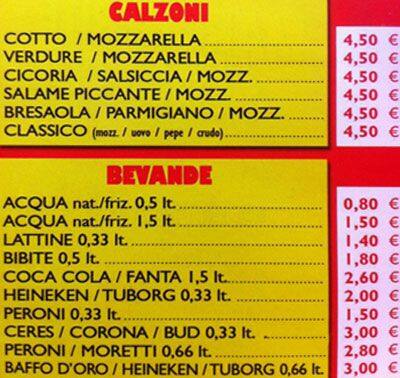 CALZONI
COTTO / MOZZARELLA 4,50 €
VERDURE / MOZZARELLA 4,50 €
CICORIA / SALSICCIA / MOZZ. 4,50 €
SALAME PICCANTE / MOZZ. 4,50 €
BRESAOLA / PARMIGIANO / MOZZ. 4,50 €
CLASSICO (mozz. / uovo / pepe / crudo) 4,50 €
BEVANDE
ACQUA nat./friz. 0,5 lt. 0,80 €
ACQUA nat./friz. 1,5 lt. 1,50 €
LATTINE 0,33 lt. 1,40 €
BIBITE 0,5 lt. 1,80 €
COCA COLA / FANTA 1,5 lt. 2,60 €
HEINEKEN / TUBORG 0,33 lt. 2,00 €
PERONI 0,33 lt. 1,50 €
CERES / CORONA / BUD 0,33 lt. 3,00 €
PERONI / MORETTI 0,66 lt. 2,80 €
BAFFO D'ORO / HEINEKEN / TUBORG 0,66 lt. 3,00 €